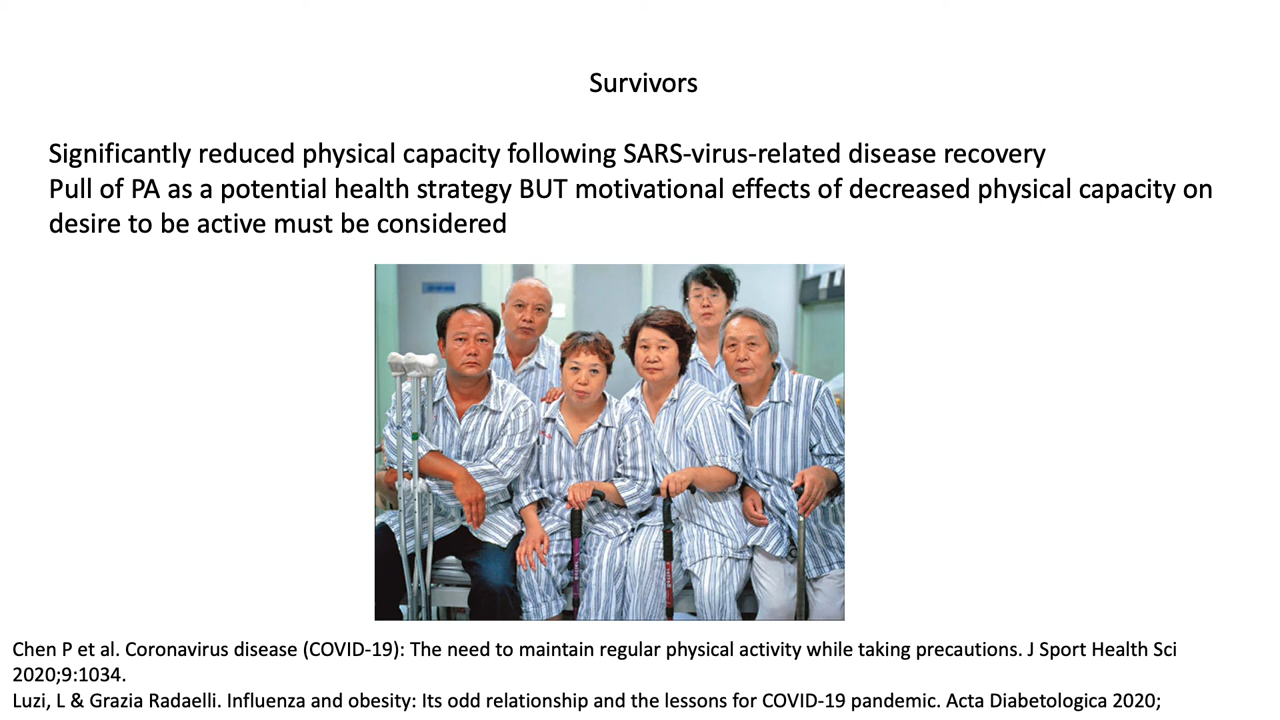 Survivors
Significantly reduced physical capacity following SARS-virus-related disease recovery
Pull of PA as a potential health strategy BUT motivational effects of decreased physical capacity on
desire to be active must be considered
Chen P et al. Coronavirus disease (COVID-19): The need to maintain regular physical activity while taking precautions. J Sport Health Sci
2020;9:1034.
Luzi, L & Grazia Radaelli. Influenza and obesity: Its odd relationship and the lessons for COVID-19 pandemic. Acta Diabetologica 2020;